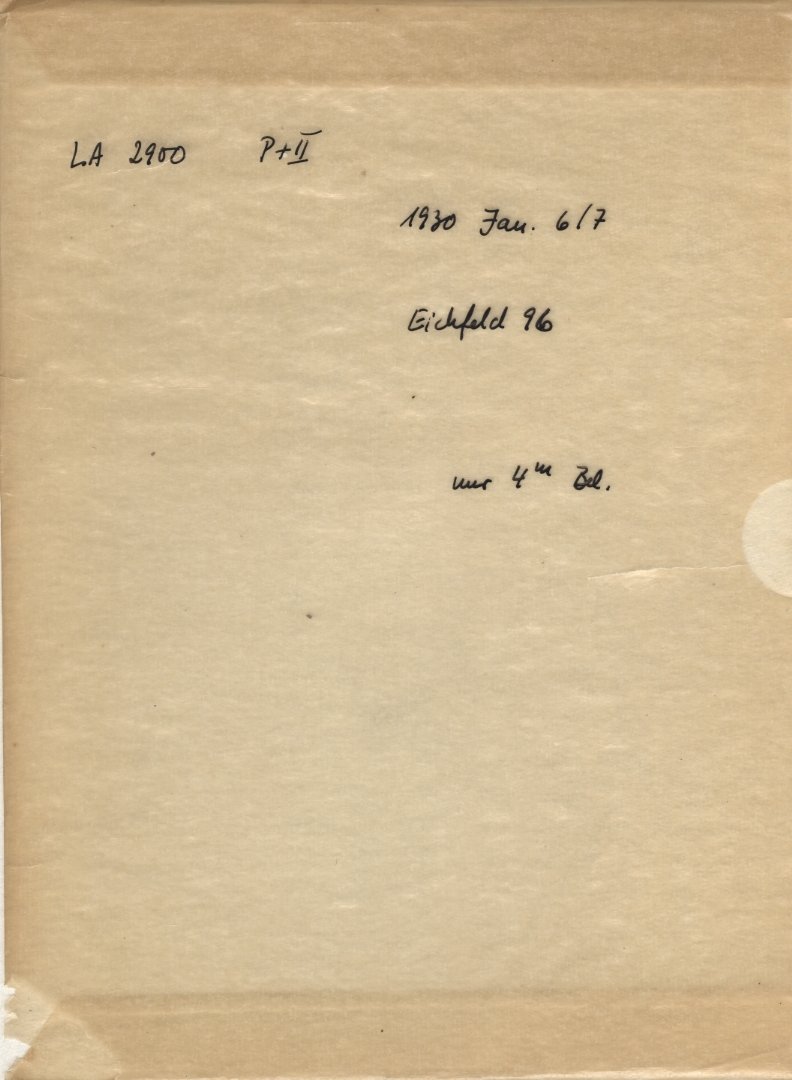 LA 2900 P+II
1930 Jan. 6/7
Eichfeld 96
nur 4ᵐ Bel.